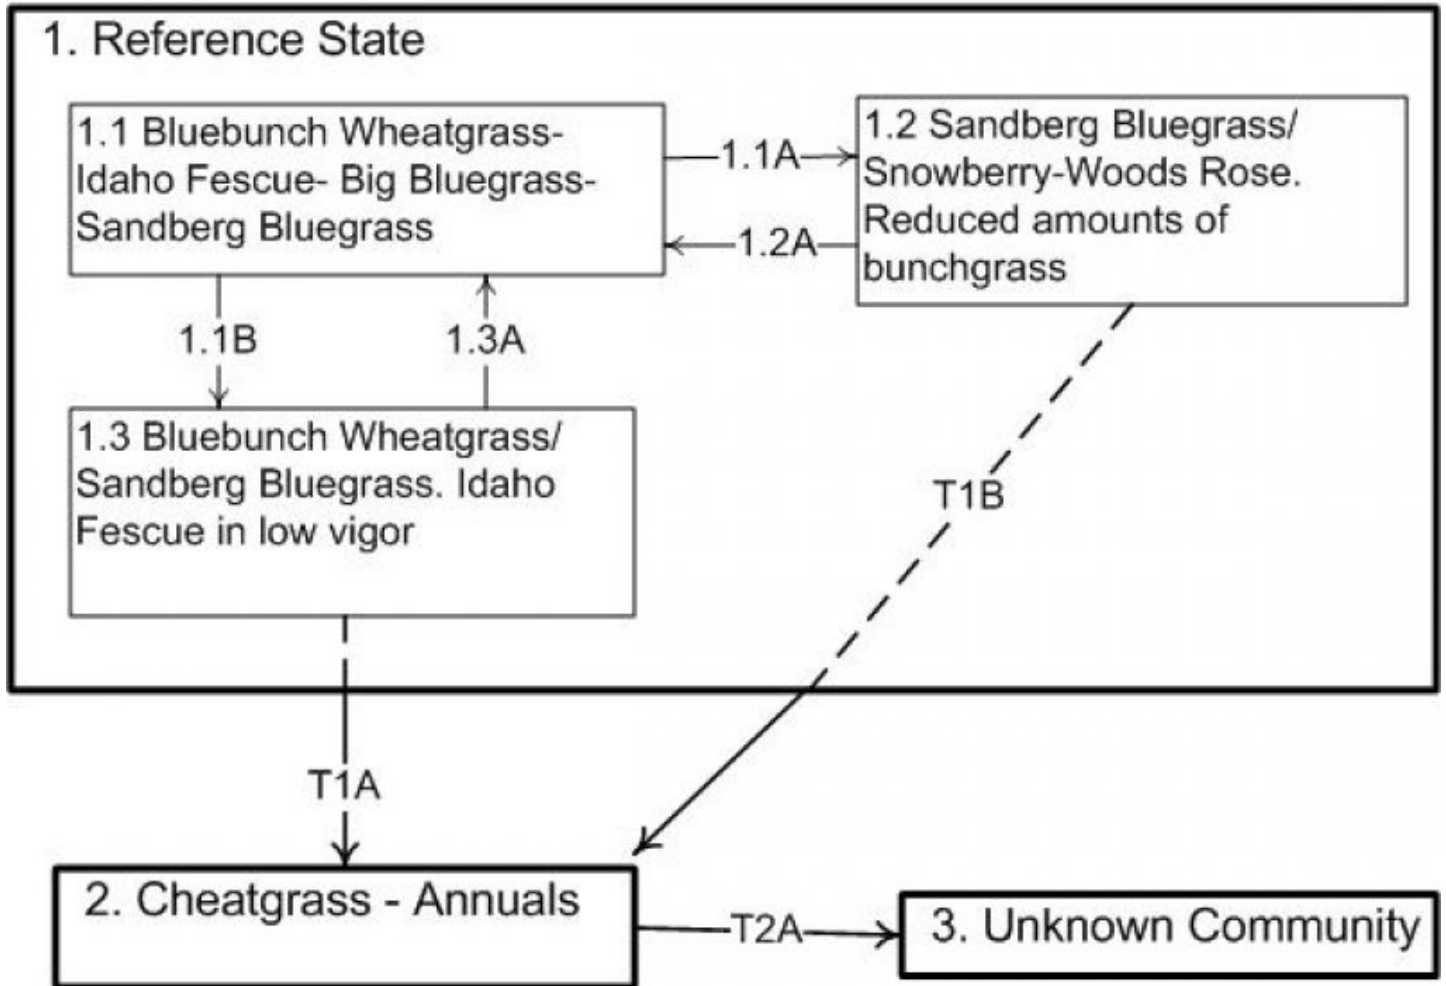 1. Reference State
1.1 Bluebunch Wheatgrass-
Idaho Fescue- Big Bluegrass-
Sandberg Bluegrass
1.1A
1.2A
1.2 Sandberg Bluegrass/
Snowberry-Woods Rose.
Reduced amounts of
bunchgrass
1.1B
1.3A
1.3 Bluebunch Wheatgrass/
Sandberg Bluegrass. Idaho
Fescue in low vigor
T1B
T1A
2. Cheatgrass - Annuals
T2A
3. Unknown Community